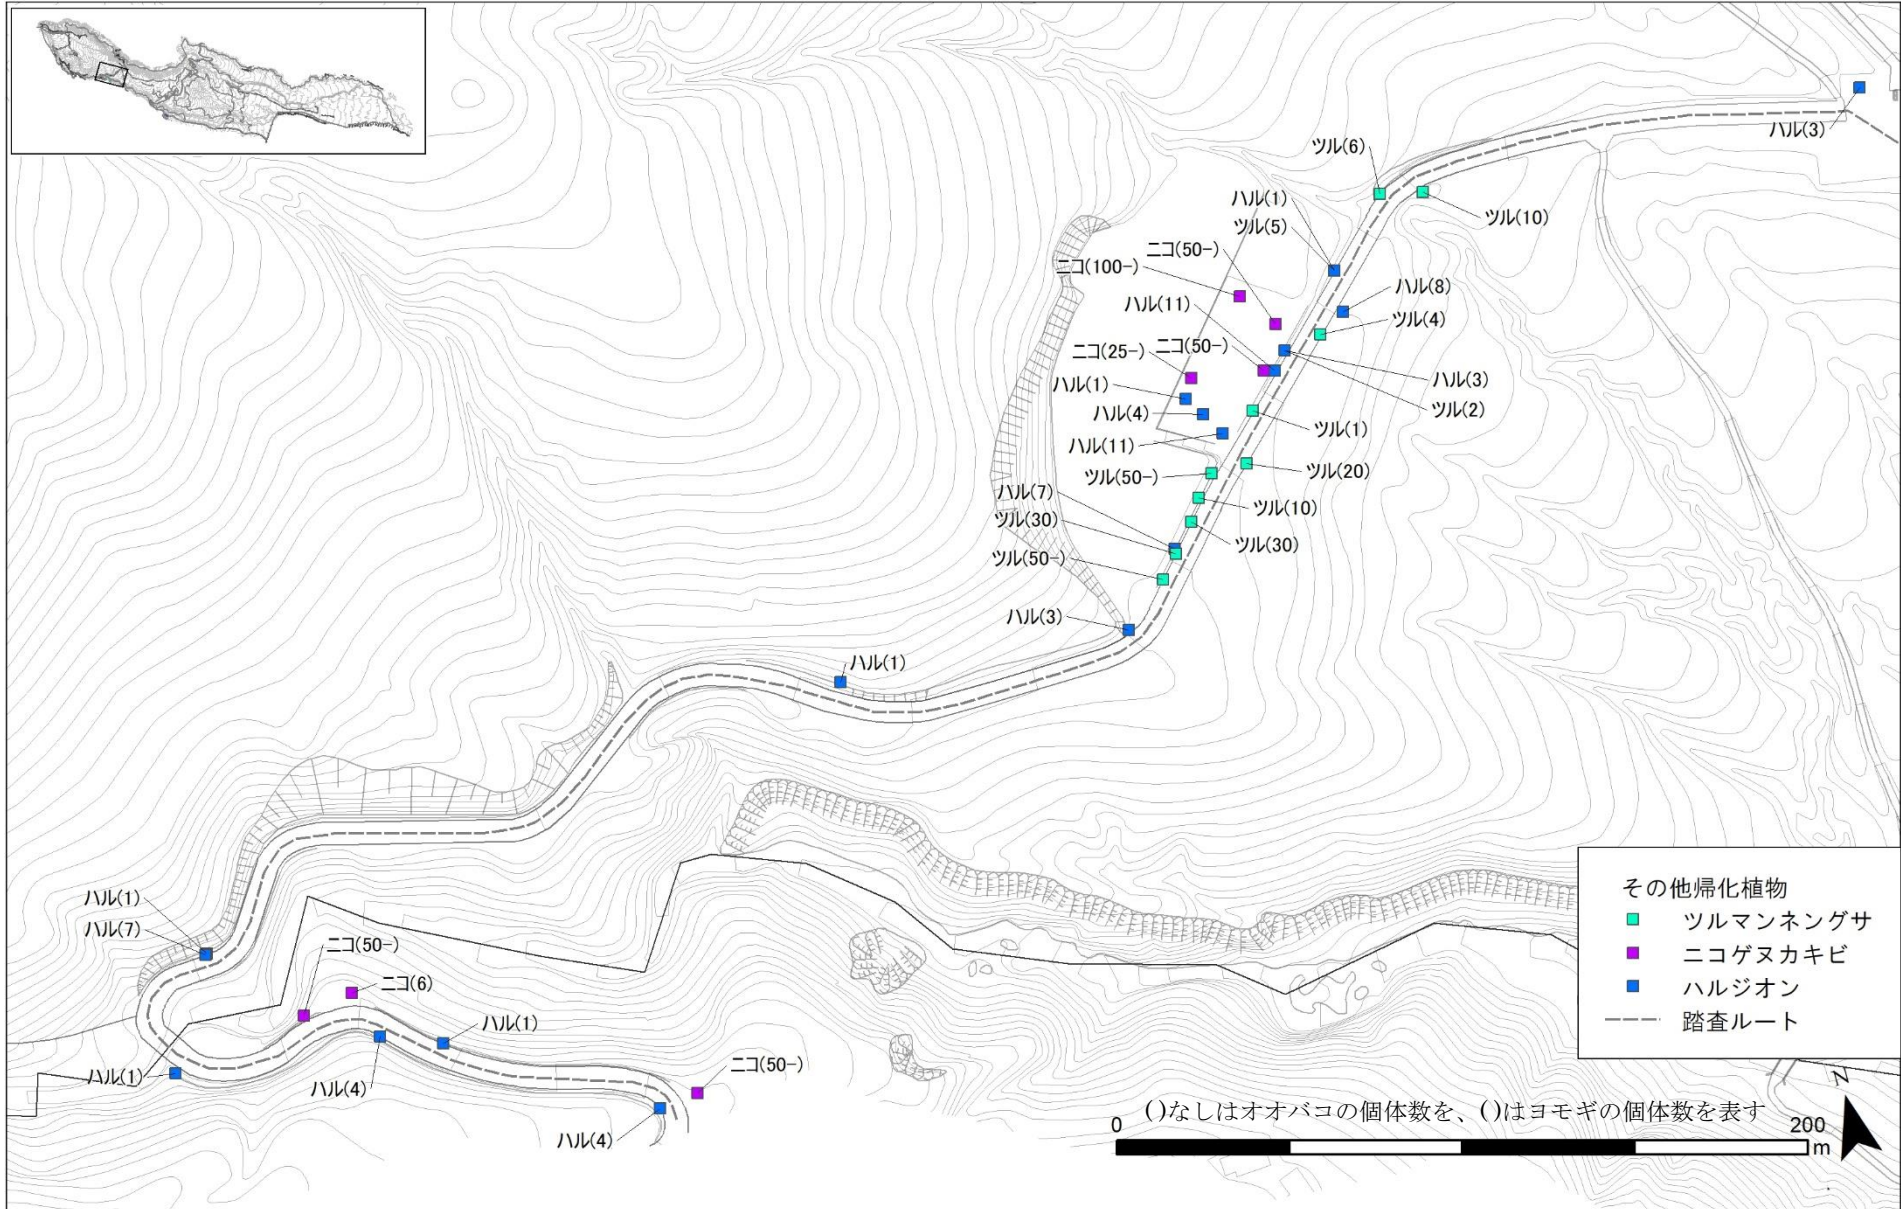 ハル(3)
ツル(6)
ツル(10)
ハル(1)
ツル(5)
ニコ(50-)
ニコ(100-)
ハル(8)
ハル(11)
ツル(4)
ニコ(50-)
ニコ(25-)
ハル(3)
ハル(1)
ツル(2)
ハル(4)
ツル(1)
ハル(11)
ツル(20)
ツル(50-)
ハル(7)
ツル(10)
ツル(30)
ツル(30)
ツル(50-)
ハル(3)
ハル(1)
ハル(1)
ハル(7)
ニコ(50-)
ニコ(6)
ハル(1)
ハル(1)
ハル(4)
ニコ(50-)
ハル(4)
その他帰化植物
ツルマンネングサ
ニコゲヌカキビ
ハルジオン
踏査ルート
()なしはオオバコの個体数を、()はヨモギの個体数を表す
0
200
m
N